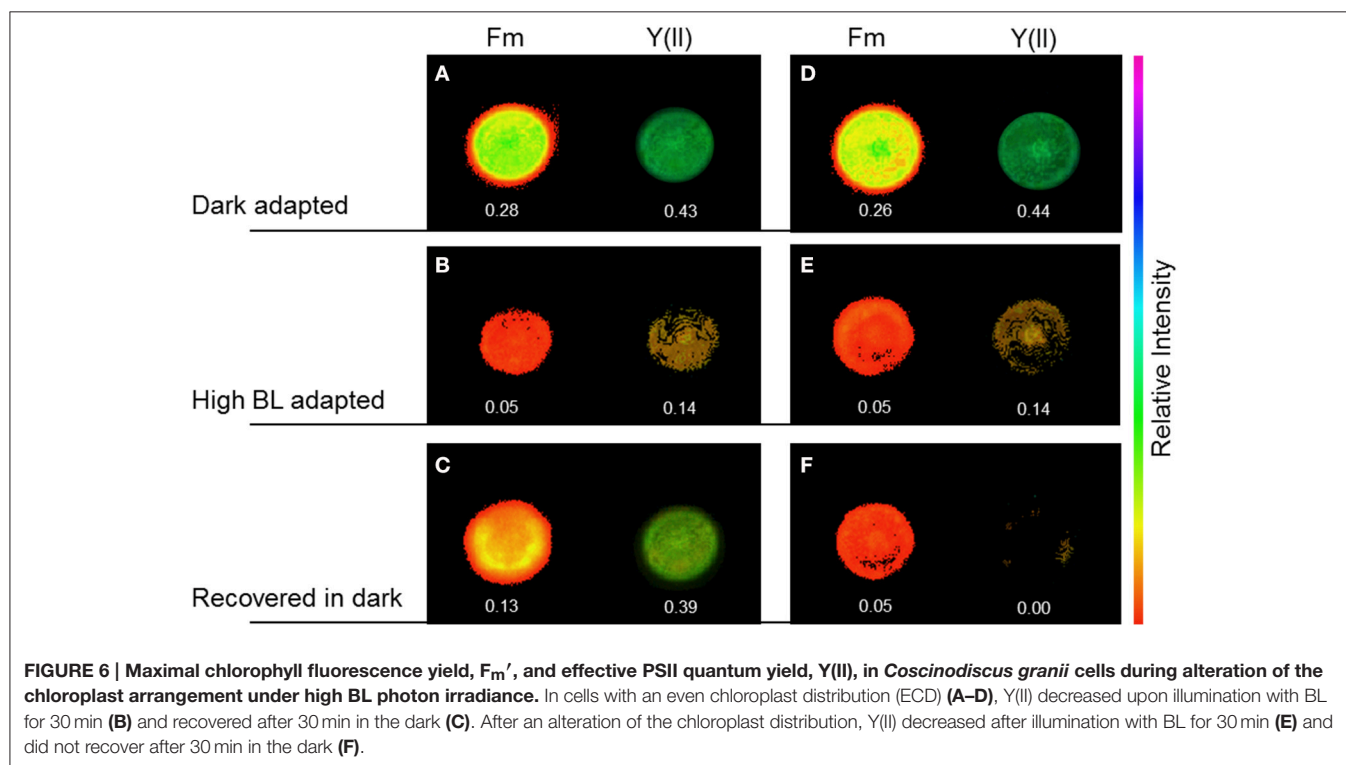 Fm Y(II) Fm Y(II)
A D
Dark adapted 0.28 0.43 0.26 0.44
B E
High BL adapted 0.05 0.14 0.05 0.14
C F
Recovered in dark 0.13 0.39 0.05 0.00
Relative Intensity
FIGURE 6 | Maximal chlorophyll fluorescence yield, Fm′, and effective PSII quantum yield, Y(II), in Coscinodiscus granii cells during alteration of the
chloroplast arrangement under high BL photon irradiance. In cells with an even chloroplast distribution (ECD) (A–D), Y(II) decreased upon illumination with BL
for 30 min (B) and recovered after 30 min in the dark (C). After an alteration of the chloroplast distribution, Y(II) decreased after illumination with BL for 30 min (E) and
did not recover after 30 min in the dark (F).